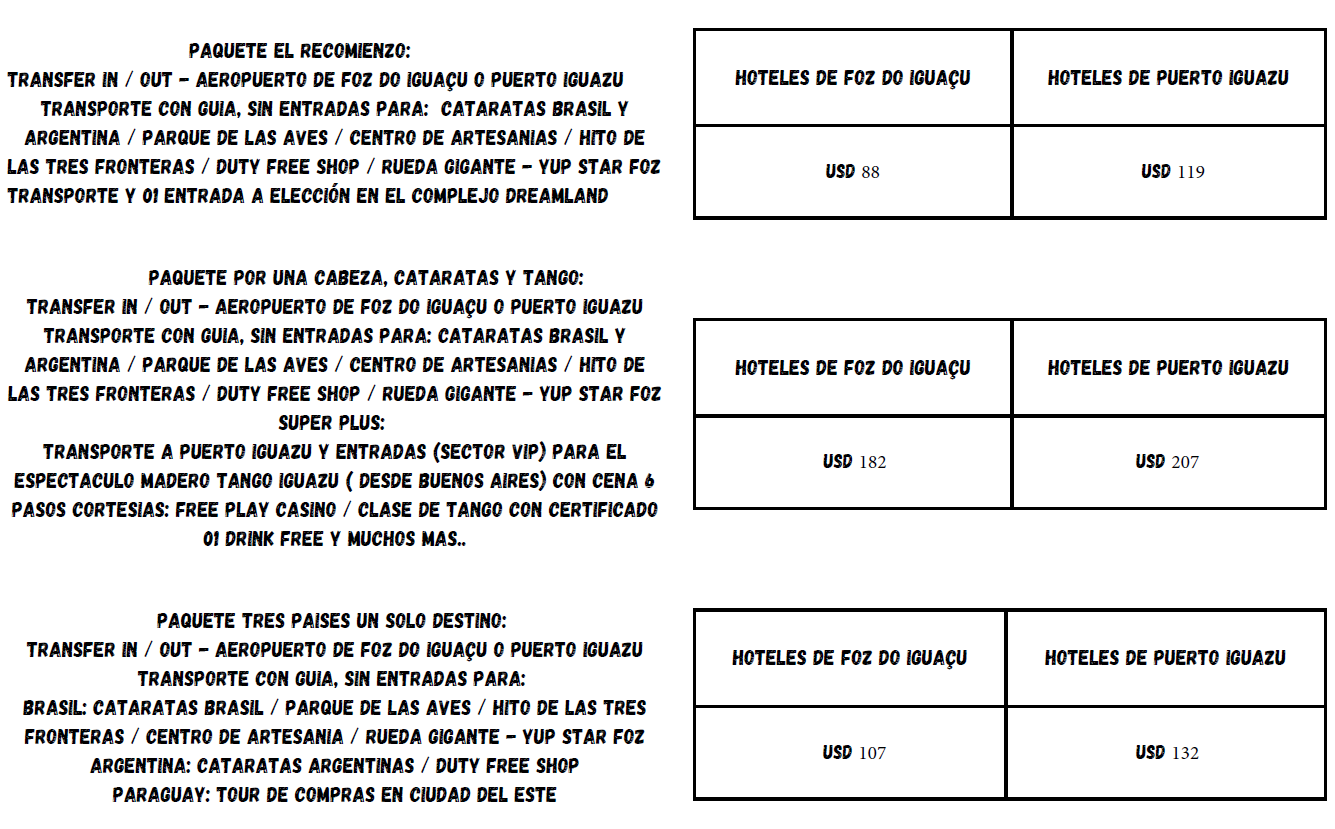 PAQUETE EL RECOMIENZO:
TRANSFER IN / OUT – AEROPUERTO DE FOZ DO IGUAÇU O PUERTO IGUAZU
TRANSPORTE CON GUIA, SIN ENTRADAS PARA: CATARATAS BRASIL Y
ARGENTINA / PARQUE DE LAS AVES / CENTRO DE ARTESANIAS / HITO DE
LAS TRES FRONTERAS / DUTY FREE SHOP / RUEDA GIGANTE – YUP STAR FOZ
TRANSPORTE Y 01 ENTRADA A ELECCIÓN EN EL COMPLEJO DREAMLAND
HOTELES DE FOZ DO IGUAÇU
HOTELES DE PUERTO IGUAZU
USD 88
USD 119
PAQUETE POR UNA CABEZA, CATARATAS Y TANGO:
TRANSFER IN / OUT – AEROPUERTO DE FOZ DO IGUAÇU O PUERTO IGUAZU
TRANSPORTE CON GUIA, SIN ENTRADAS PARA: CATARATAS BRASIL Y
ARGENTINA / PARQUE DE LAS AVES / CENTRO DE ARTESANIAS / HITO DE
LAS TRES FRONTERAS / DUTY FREE SHOP / RUEDA GIGANTE – YUP STAR FOZ
SUPER PLUS:
TRANSPORTE A PUERTO IGUAZU Y ENTRADAS (SECTOR VIP) PARA EL
ESPECTACULO MADERO TANGO IGUAZU ( DESDE BUENOS AIRES) CON CENA 6
PASOS CORTESIAS: FREE PLAY CASINO / CLASE DE TANGO CON CERTIFICADO
01 DRINK FREE Y MUCHOS MAS..
HOTELES DE FOZ DO IGUAÇU
HOTELES DE PUERTO IGUAZU
USD 182
USD 207
PAQUETE TRES PAISES UN SOLO DESTINO:
TRANSFER IN / OUT – AEROPUERTO DE FOZ DO IGUAÇU O PUERTO IGUAZU
TRANSPORTE CON GUIA, SIN ENTRADAS PARA:
BRASIL: CATARATAS BRASIL / PARQUE DE LAS AVES / HITO DE LAS TRES
FRONTERAS / CENTRO DE ARTESANIA / RUEDA GIGANTE – YUP STAR FOZ
ARGENTINA: CATARATAS ARGENTINAS / DUTY FREE SHOP
PARAGUAY: TOUR DE COMPRAS EN CIUDAD DEL ESTE
HOTELES DE FOZ DO IGUAÇU
HOTELES DE PUERTO IGUAZU
USD 107
USD 132